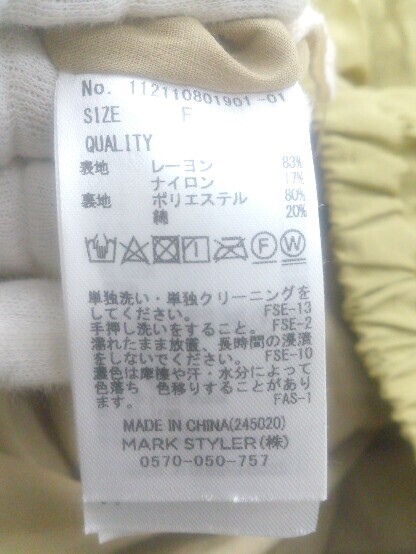 No. 112110801901-01
SIZE F
QUALITY
表地 レーヨン 83%
ナイロン 17%
裏地 ポリエステル 80%
綿 20%
F W
単独洗い・単独クリーニングを
してください。 FSE-13
手押し洗いをすること。 FSE-2
濡れたまま放置、長時間の浸漬
をしないでください。 FSE-10
濃色は摩擦や汗・水分によって
色落ち 色移りすることがあり
ます。 FAS-1
MADE IN CHINA(245020)
MARK STYLER(株)
0570-050-757